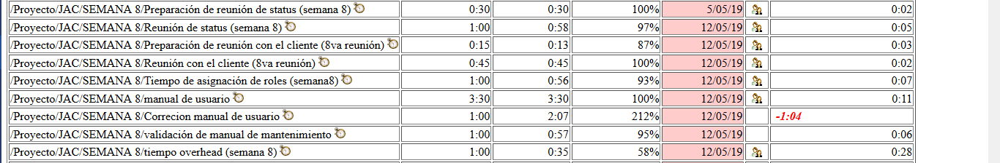 /Proyecto/JAC/SEMANA 8/Preparación de reunión de status (semana 8) 0:30 0:30 100% 5/05/19 0:02
/Proyecto/JAC/SEMANA 8/Reunión de status (semana 8) 1:00 0:58 97% 12/05/19 0:05
/Proyecto/JAC/SEMANA 8/Preparación de reunión con el cliente (8va reunión) 0:15 0:13 87% 12/05/19 0:03
/Proyecto/JAC/SEMANA 8/Reunión con el cliente (8va reunión) 0:45 0:45 100% 12/05/19 0:02
/Proyecto/JAC/SEMANA 8/Tiempo de asignación de roles (semana8) 1:00 0:56 93% 12/05/19 0:07
/Proyecto/JAC/SEMANA 8/manual de usuario 3:30 3:30 100% 12/05/19 0:11
/Proyecto/JAC/SEMANA 8/Correcion manual de usuario 1:00 2:07 212% 12/05/19 -1:04
/Proyecto/JAC/SEMANA 8/validación de manual de mantenimiento 1:00 0:57 95% 12/05/19 0:06
/Proyecto/JAC/SEMANA 8/tiempo overhead (semana 8) 1:00 0:35 58% 12/05/19 0:28